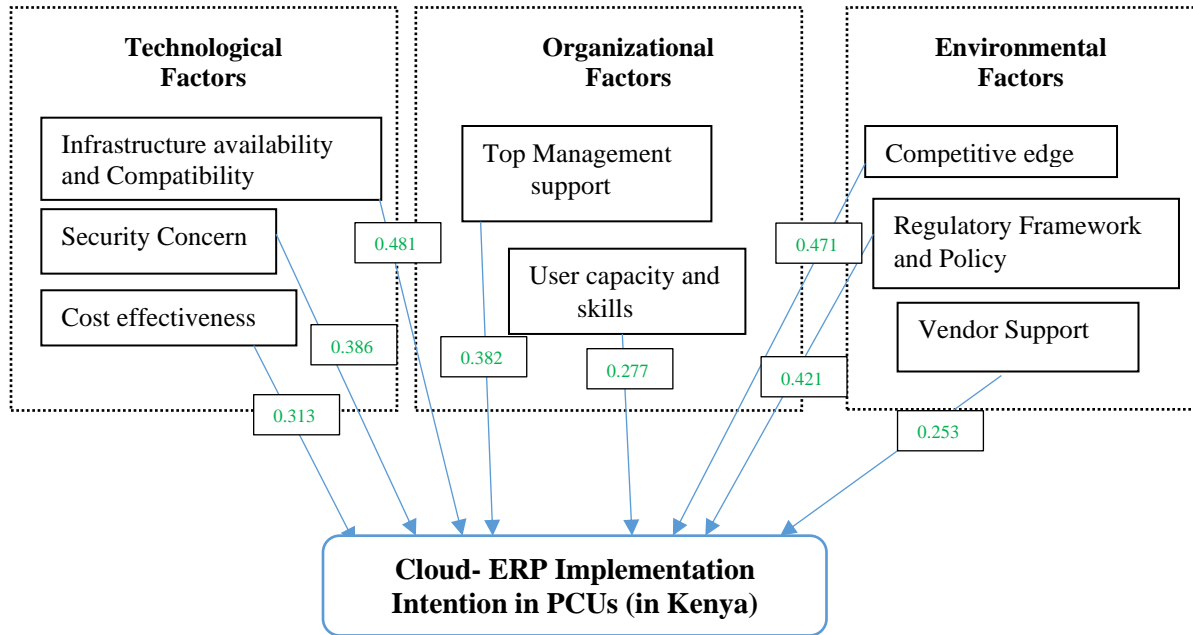 Technological
Factors
Infrastructure availability
and Compatibility
Security Concern
Cost effectiveness
0.481
0.386
0.313
Organizational
Factors
Top Management
support
User capacity and
skills
0.382
0.277
Environmental
Factors
Competitive edge
Regulatory Framework
and Policy
Vendor Support
0.471
0.421
0.253
Cloud- ERP Implementation
Intention in PCUs (in Kenya)